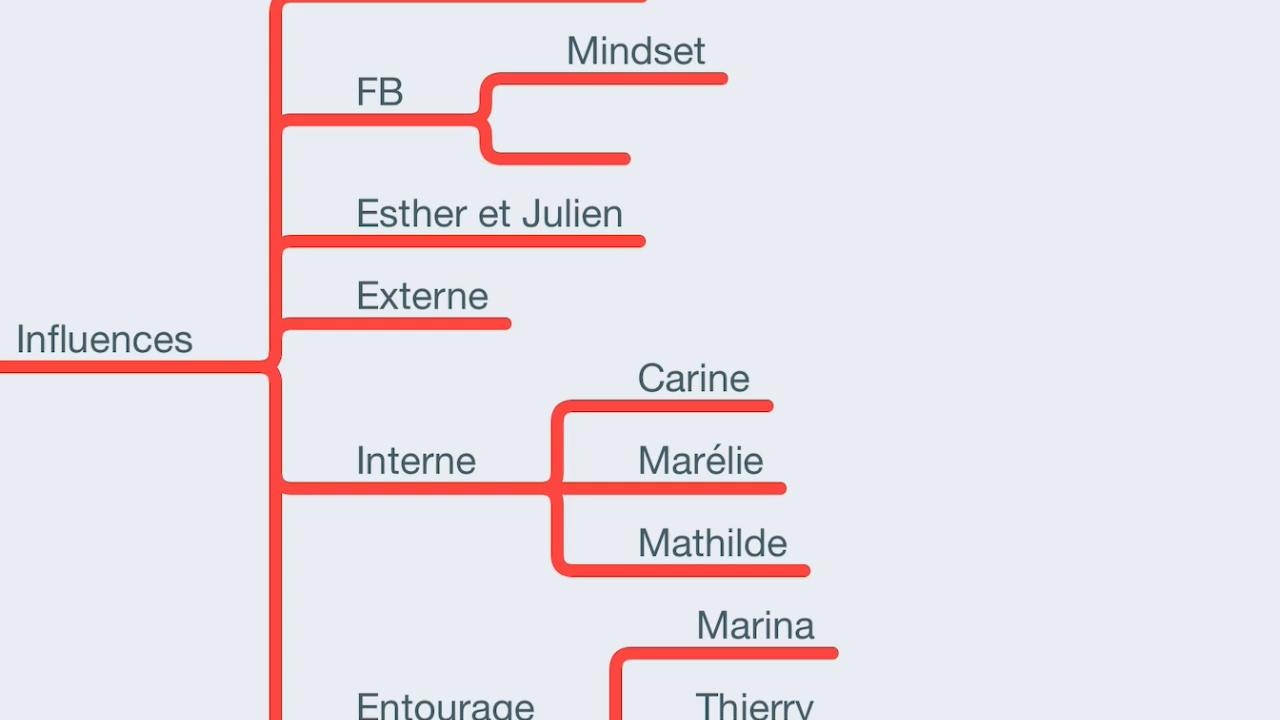 Mindset
FB
Esther et Julien
Externe
Influences
Carine
Interne
Marélie
Mathilde
Marina
Entourage
Thierry